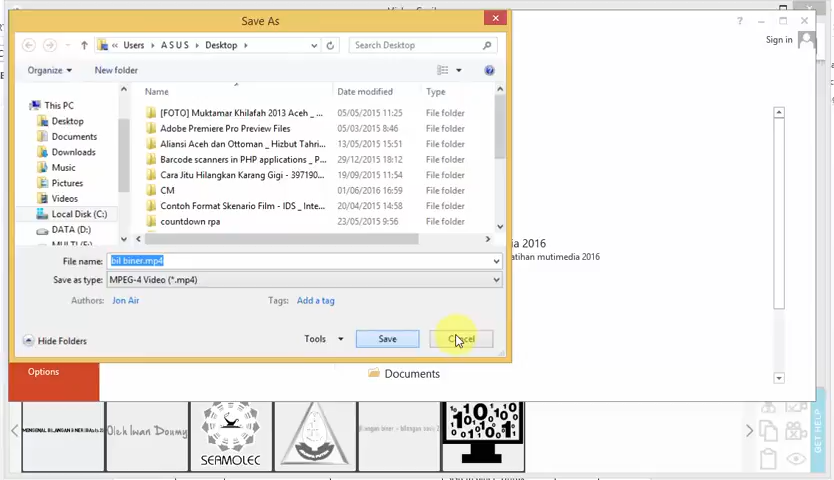 Save As
Users
A S U S
Desktop
Search Desktop
Sign in
Organize
New folder
Name
Date modified
Type
This PC
Desktop
Documents
Downloads
Music
Pictures
Videos
Local Disk (C:)
DATA (D:)
[FOTO] Muktamar Khilafah 2013 Aceh _ ... 05/05/2015 11:25 File folder
Adobe Premiere Pro Preview Files 05/03/2015 8:46 File folder
Aliansi Aceh dan Ottoman _ Hizbut Tahri... 13/05/2015 15:51 File folder
Barcode scanners in PHP applications _ P... 29/12/2015 18:12 File folder
Cara Jitu Hilangkan Karang Gigi - 397190... 19/09/2015 11:54 File folder
CM 01/06/2016 16:59 File folder
Contoh Format Skenario Film - IDS _ Inte... 20/04/2015 14:58 File folder
countdown rpa 23/05/2015 9:56 File folder
File name: bil biner.mp4
Save as type: MPEG-4 Video (*.mp4)
Authors: Jon Air
Tags: Add a tag
Hide Folders
Tools
Save
Cancel
2016
mutimedia 2016
Options
Documents
MENGENAL BILANGAN BINER
Oleh Iwan Doumy
SEAMOLEC
GET HELP